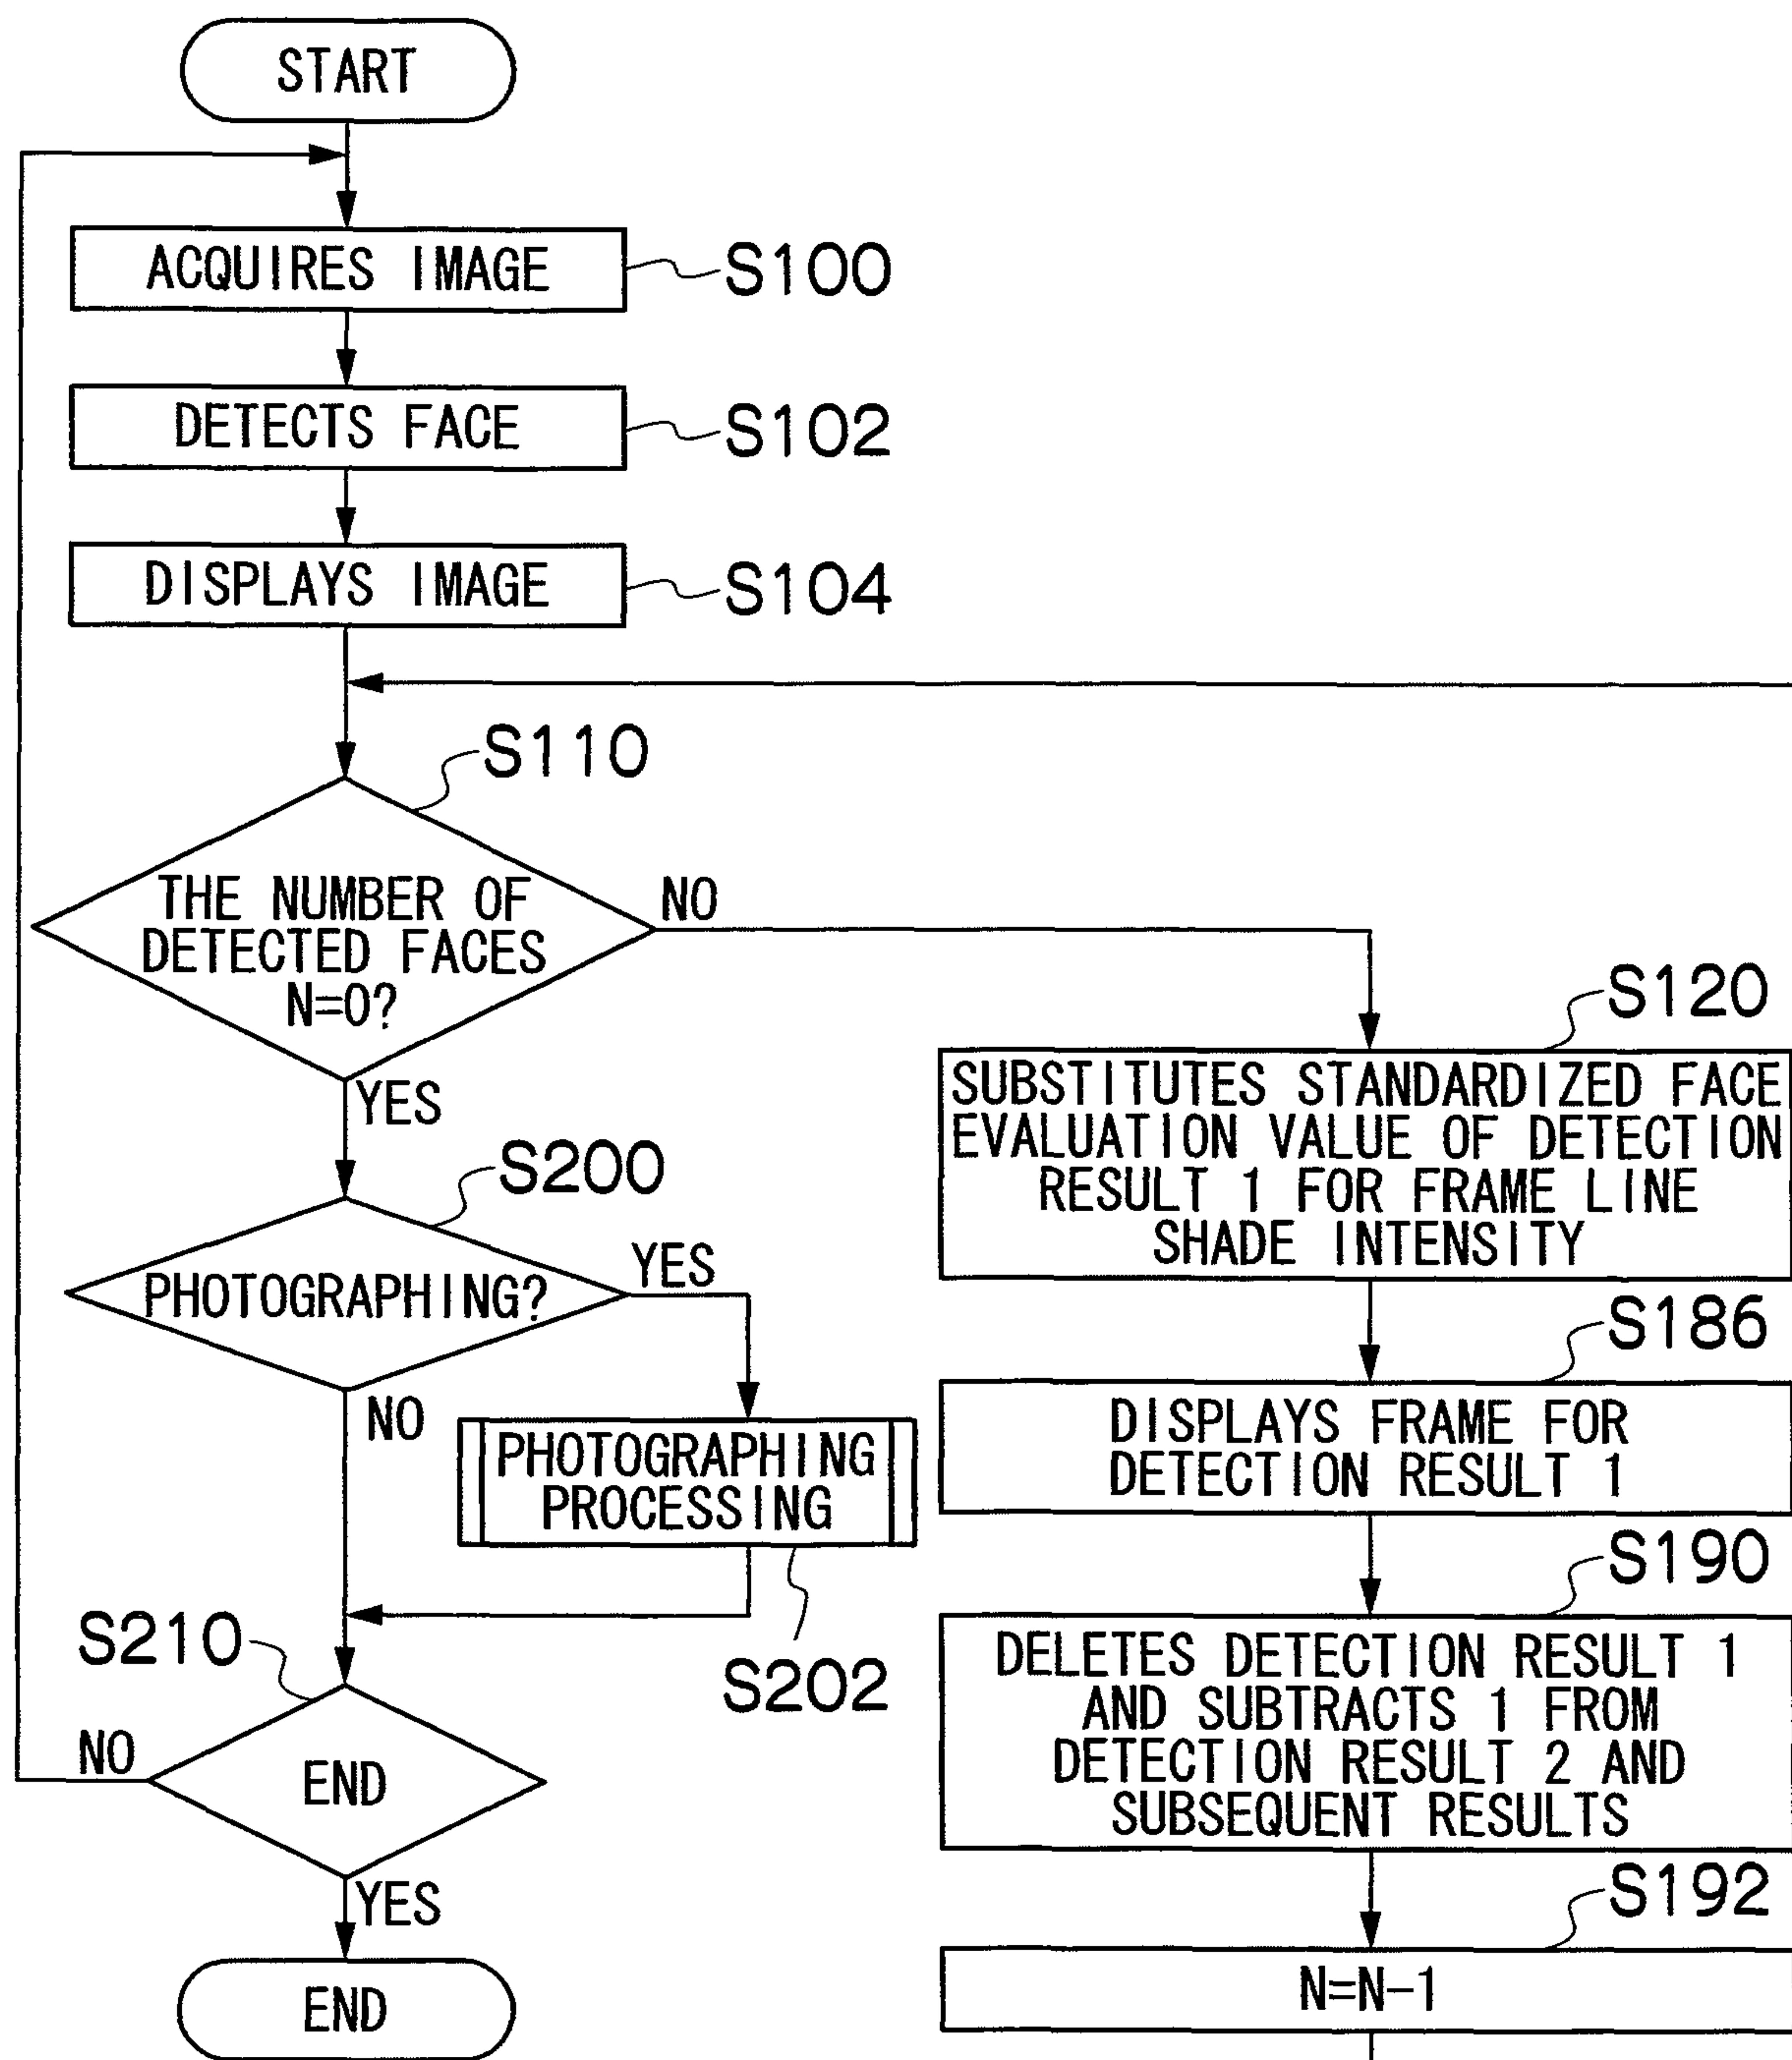 START
ACQUIRES IMAGE
S100
DETECTS FACE
S102
DISPLAYS IMAGE
S104
S110
THE NUMBER OF
DETECTED FACES
N=0?
NO
YES
S120
SUBSTITUTES STANDARDIZED FACE
EVALUATION VALUE OF DETECTION
RESULT 1 FOR FRAME LINE
SHADE INTENSITY
S200
PHOTOGRAPHING?
YES
NO
S186
DISPLAYS FRAME FOR
DETECTION RESULT 1
PHOTOGRAPHING
PROCESSING
S202
S190
DELETES DETECTION RESULT 1
AND SUBTRACTS 1 FROM
DETECTION RESULT 2 AND
SUBSEQUENT RESULTS
S210
NO
END
YES
S192
N=N-1
END